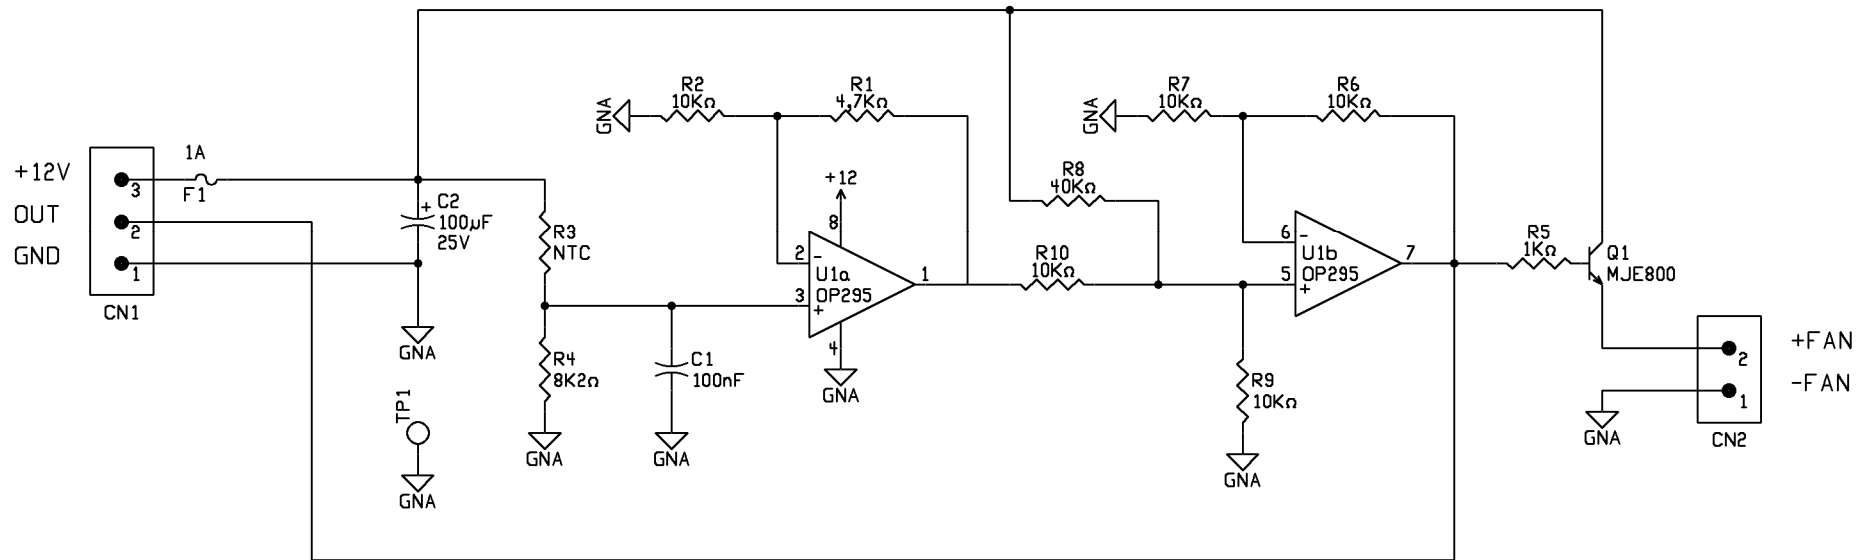 +12V
OUT
GND
3
2
1
CN1
1A
F1
+
C2
100µF
25V
GNA
TP1
GNA
R3
NTC
R4
8K2Ω
GNA
C1
100nF
GNA
GNA
R2
10KΩ
R1
4,7KΩ
+12
8
2
-
U1a
OP295
3
+
1
4
GNA
R10
10KΩ
R8
40KΩ
GNA
R7
10KΩ
R6
10KΩ
6
-
U1b
OP295
5
+
7
R9
10KΩ
GNA
R5
1KΩ
Q1
MJE800
GNA
2
1
CN2
+FAN
-FAN